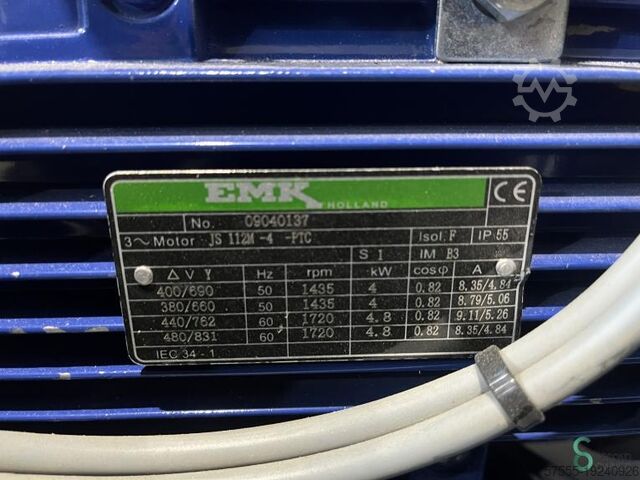 EMK HOLLAND CE
No. 09040137
3~Motor JS 112M -4 -PTC Isol. F IP 55
S 1 IM B3
Δ V Y Hz rpm kW cosφ A
400/690 50 1435 4 0.82 8.35/4.84
380/660 50 1435 4 0.82 8.79/5.06
440/762 60 1720 4.8 0.82 9.11/5.26
480/831 60 1720 4.8 0.82 8.35/4.84
IEC 34-1
37555-19240926